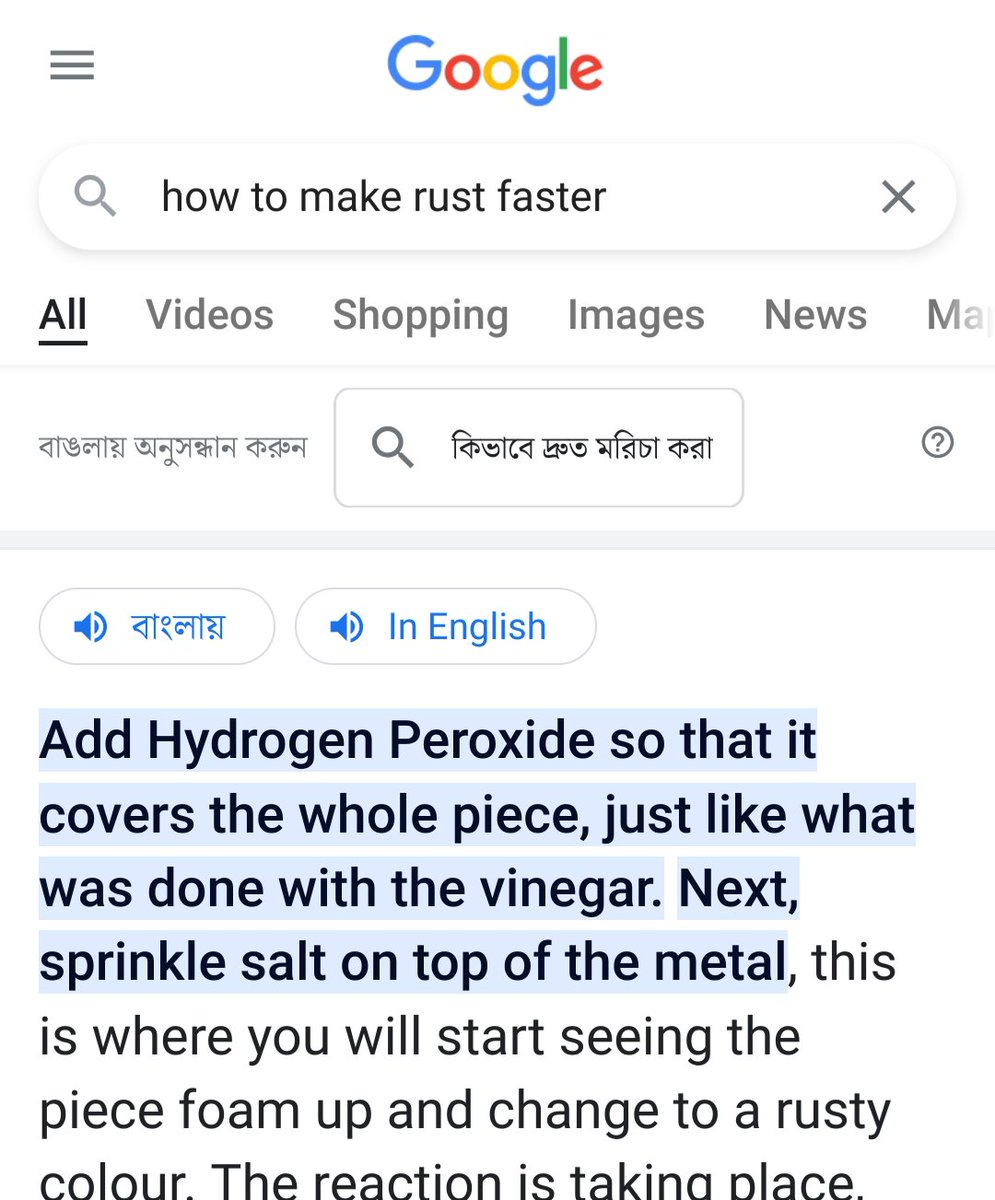 Google
how to make rust faster
All Videos Shopping Images News Ma
বাঙলায় অনুসন্ধান করুন কিভাবে দ্রুত মরিচা করা
বাংলায় In English
Add Hydrogen Peroxide so that it
covers the whole piece, just like what
was done with the vinegar. Next,
sprinkle salt on top of the metal, this
is where you will start seeing the
piece foam up and change to a rusty
colour. The reaction is taking place.